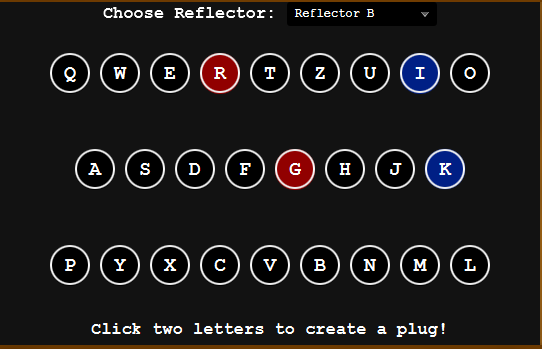 Choose Reflector: Reflector B
Q W E R T Z U I O
A S D F G H J K
P Y X C V B N M L
Click two letters to create a plug!